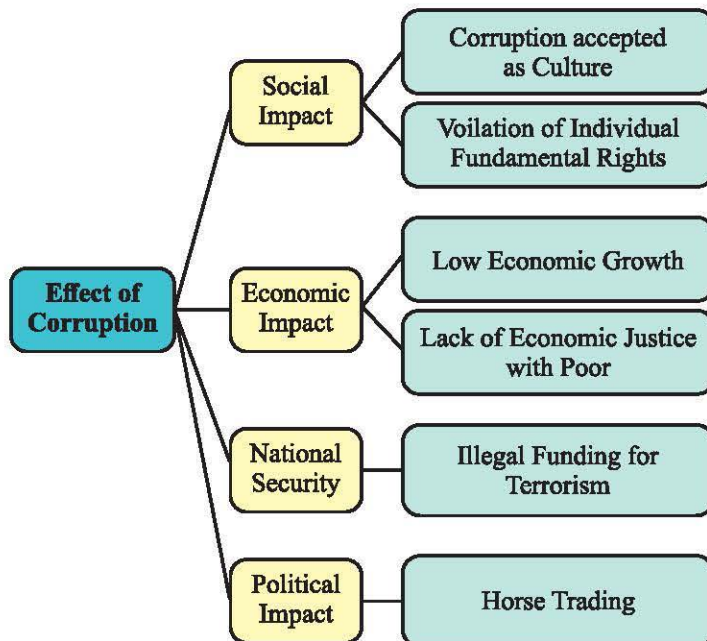 Effect of
Corruption
Social
Impact
Corruption accepted
as Culture
Voilation of Individual
Fundamental Rights
Economic
Impact
Low Economic Growth
Lack of Economic Justice
with Poor
National
Security
Illegal Funding for
Terrorism
Political
Impact
Horse Trading